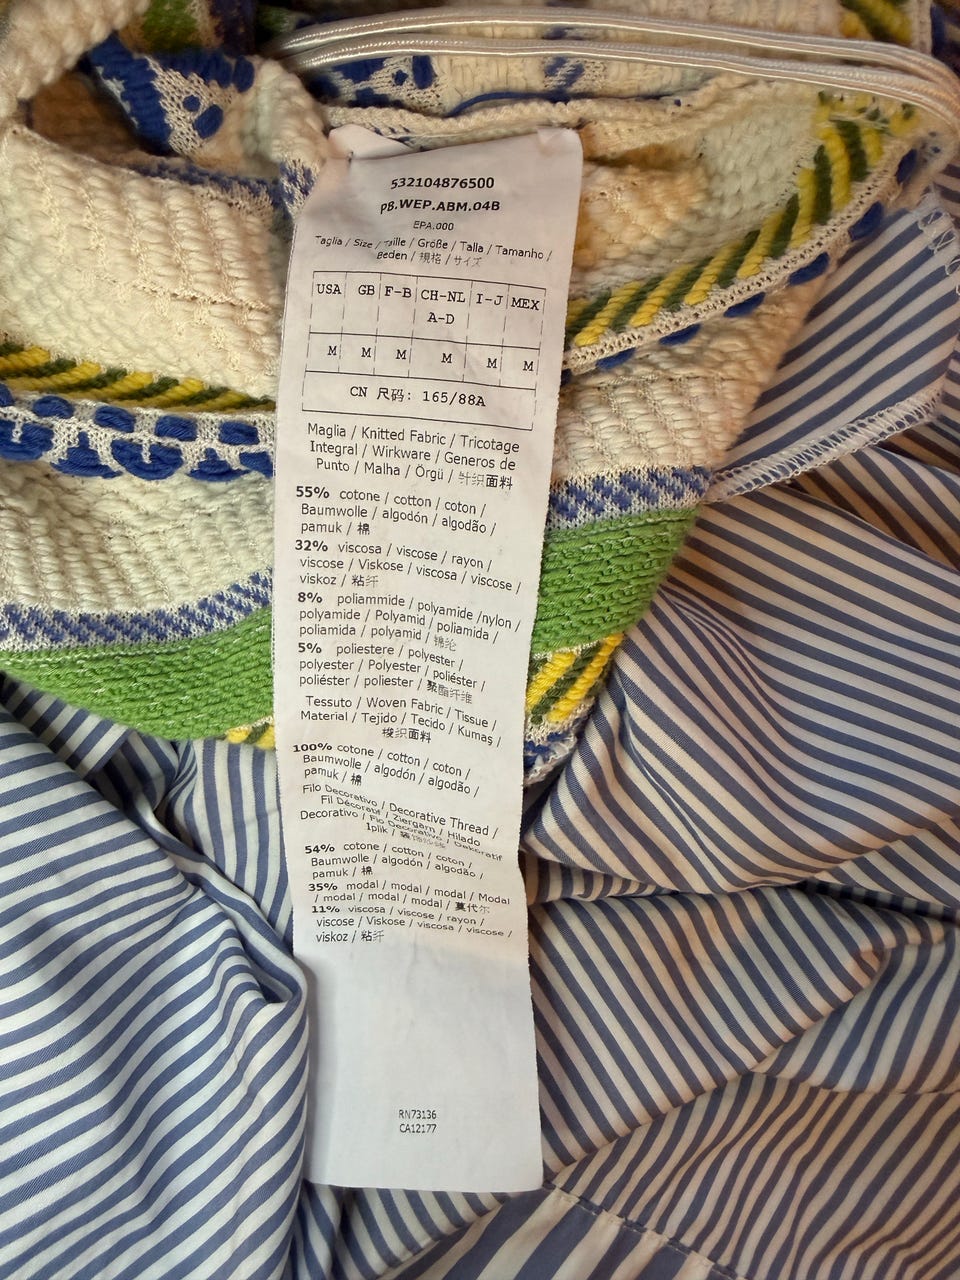 532104876500
PB.WEP.ABM.04B
EPA.000
Taglia / Size / Taille / Größe / Talla / Tamanho /
Beden / 規格 / サイズ
USA GB F-B CH-NL I-J MEX
A-D
M M M M M M
CN 尺码: 165/88A
Maglia / Knitted Fabric / Tricotage
Integral / Wirkware / Generos de
Punto / Malha / Örgü / 针织面料
55% cotone / cotton / coton /
Baumwolle / algodón / algodão /
pamuk / 棉
32% viscosa / viscose / rayon /
viscose / Viskose / viscosa / viscose /
viskoz / 粘纤
8% poliammide / polyamide /nylon /
polyamide / Polyamid / poliamida /
poliamida / polyamid / 锦纶
5% poliestere / polyester /
polyester / Polyester / poliéster /
poliéster / poliester / 聚酯纤维
Tessuto / Woven Fabric / Tissue /
Material / Tejido / Tecido / Kumaş /
梭织面料
100% cotone / cotton / coton /
Baumwolle / algodón / algodão /
pamuk / 棉
Filo Decorativo / Decorative Thread /
Fil Décoratif / Ziergarn / Hilado
Decorativo / Fio Decorativo / Dekoratif
Iplik /
54% cotone / cotton / coton /
Baumwolle / algodón / algodão /
pamuk / 棉
35% modal / modal / modal / Modal
/ modal / modal / modal / 莫代尔
11% viscosa / viscose / rayon /
viscose / Viskose / viscosa / viscose /
viskoz / 粘纤
RN73136
CA12177